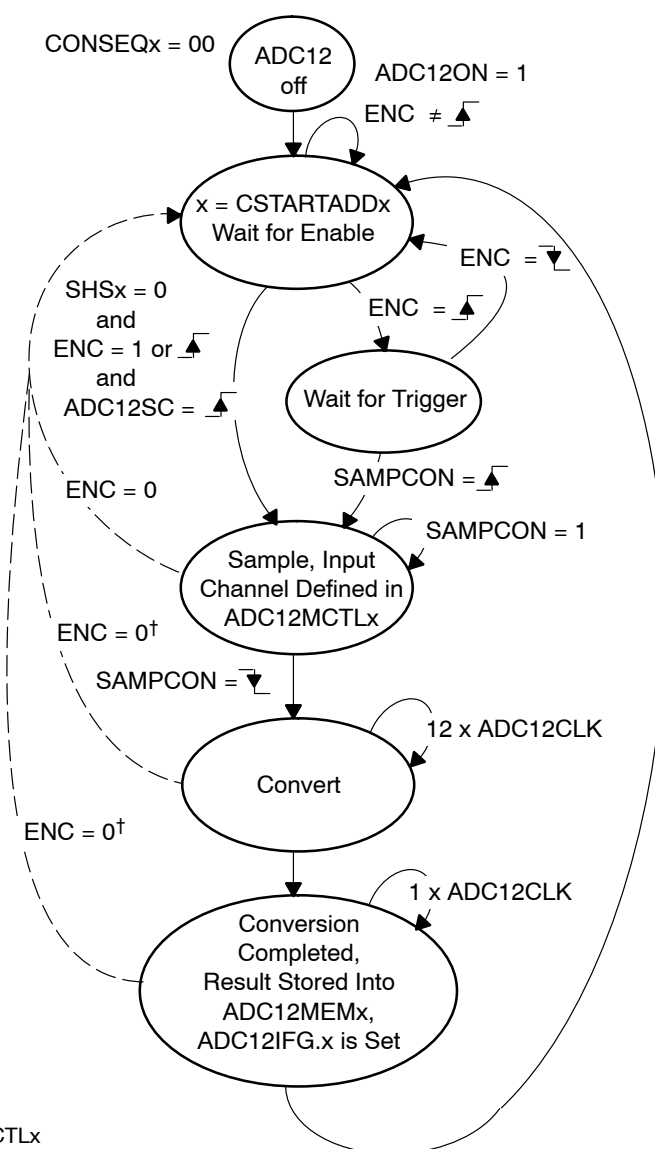 CONSEQx = 00
ADC12
off
ADC12ON = 1
ENC ≠
x = CSTARTADDx
Wait for Enable
ENC =
SHSx = 0
and
ENC = 1 or
and
ADC12SC =
ENC =
Wait for Trigger
SAMPCON =
ENC = 0
SAMPCON = 1
Sample, Input
Channel Defined in
ADC12MCTLx
ENC = 0†
SAMPCON =
12 x ADC12CLK
Convert
ENC = 0†
1 x ADC12CLK
Conversion
Completed,
Result Stored Into
ADC12MEMx,
ADC12IFG.x is Set